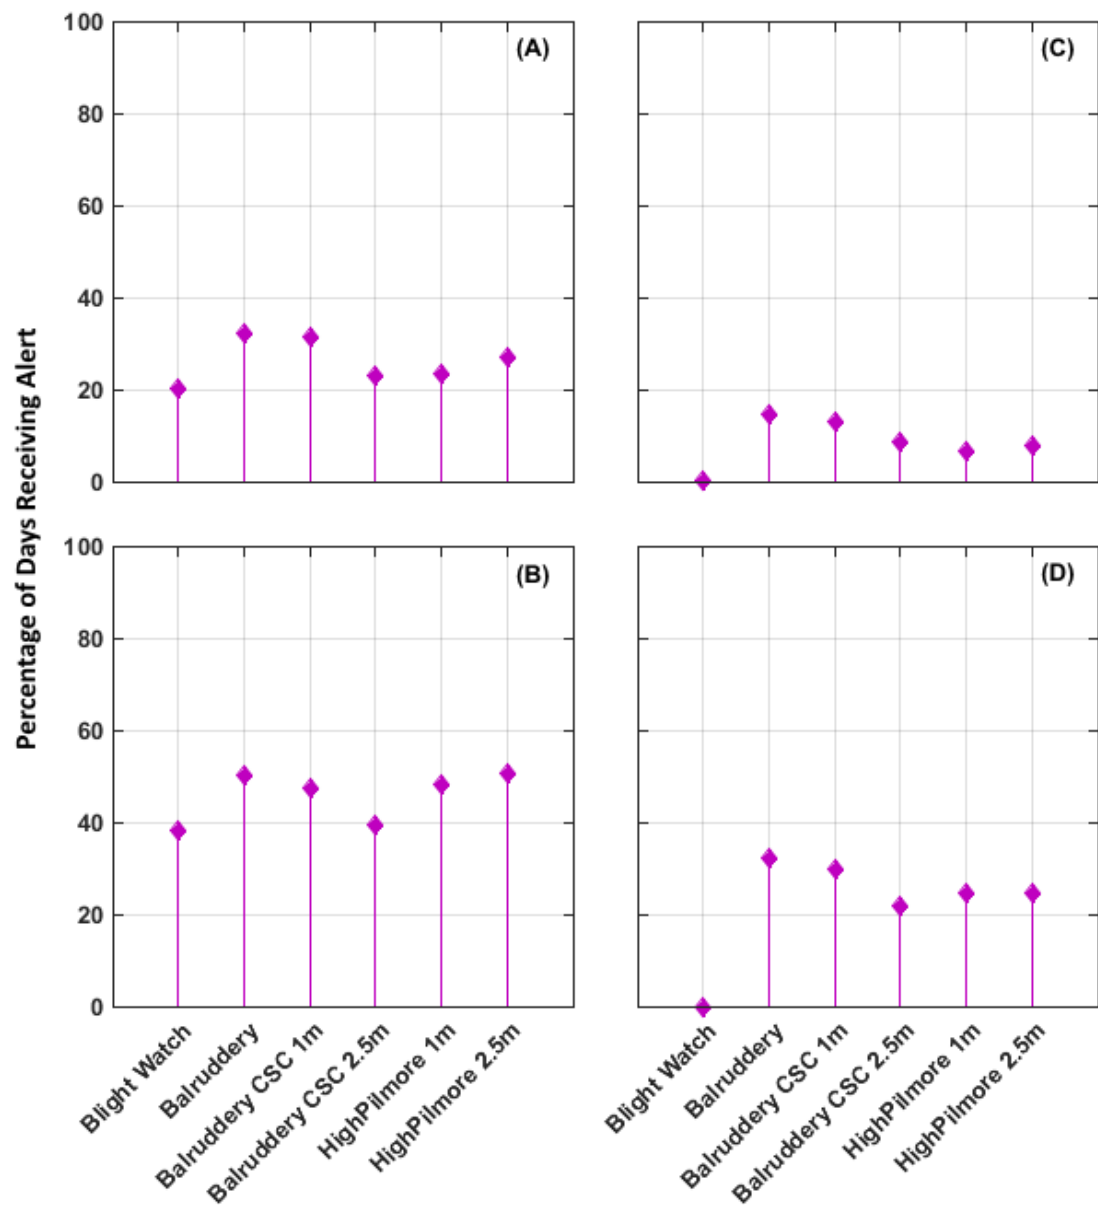 Percentage of Days Receiving Alert
100
80
60
40
20
0
(A)
(C)
100
80
60
40
20
0
(B)
(D)
Blight Watch
Balruddery
Balruddery CSC 1m
Balruddery CSC 2.5m
HighPilmore 1m
HighPilmore 2.5m
Blight Watch
Balruddery
Balruddery CSC 1m
Balruddery CSC 2.5m
HighPilmore 1m
HighPilmore 2.5m